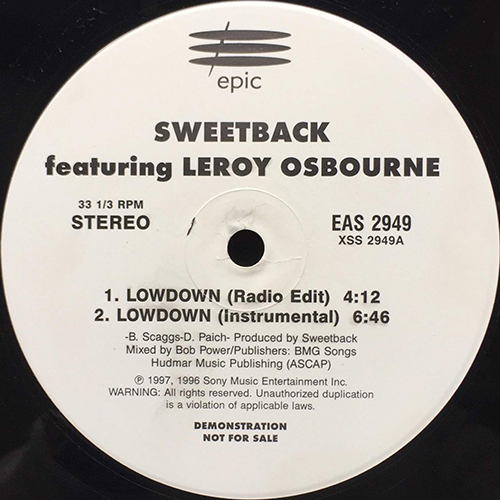 epic
SWEETBACK
featuring LEROY OSBOURNE
33 1/3 RPM
STEREO
EAS 2949
XSS 2949A
1. LOWDOWN (Radio Edit) 4:12
2. LOWDOWN (Instrumental) 6:46
-B. Scaggs-D. Paich- Produced by Sweetback
Mixed by Bob Power/Publishers: BMG Songs
Hudmar Music Publishing (ASCAP)
℗ 1997, 1996 Sony Music Entertainment Inc.
WARNING: All rights reserved. Unauthorized duplication
is a violation of applicable laws.
DEMONSTRATION
NOT FOR SALE